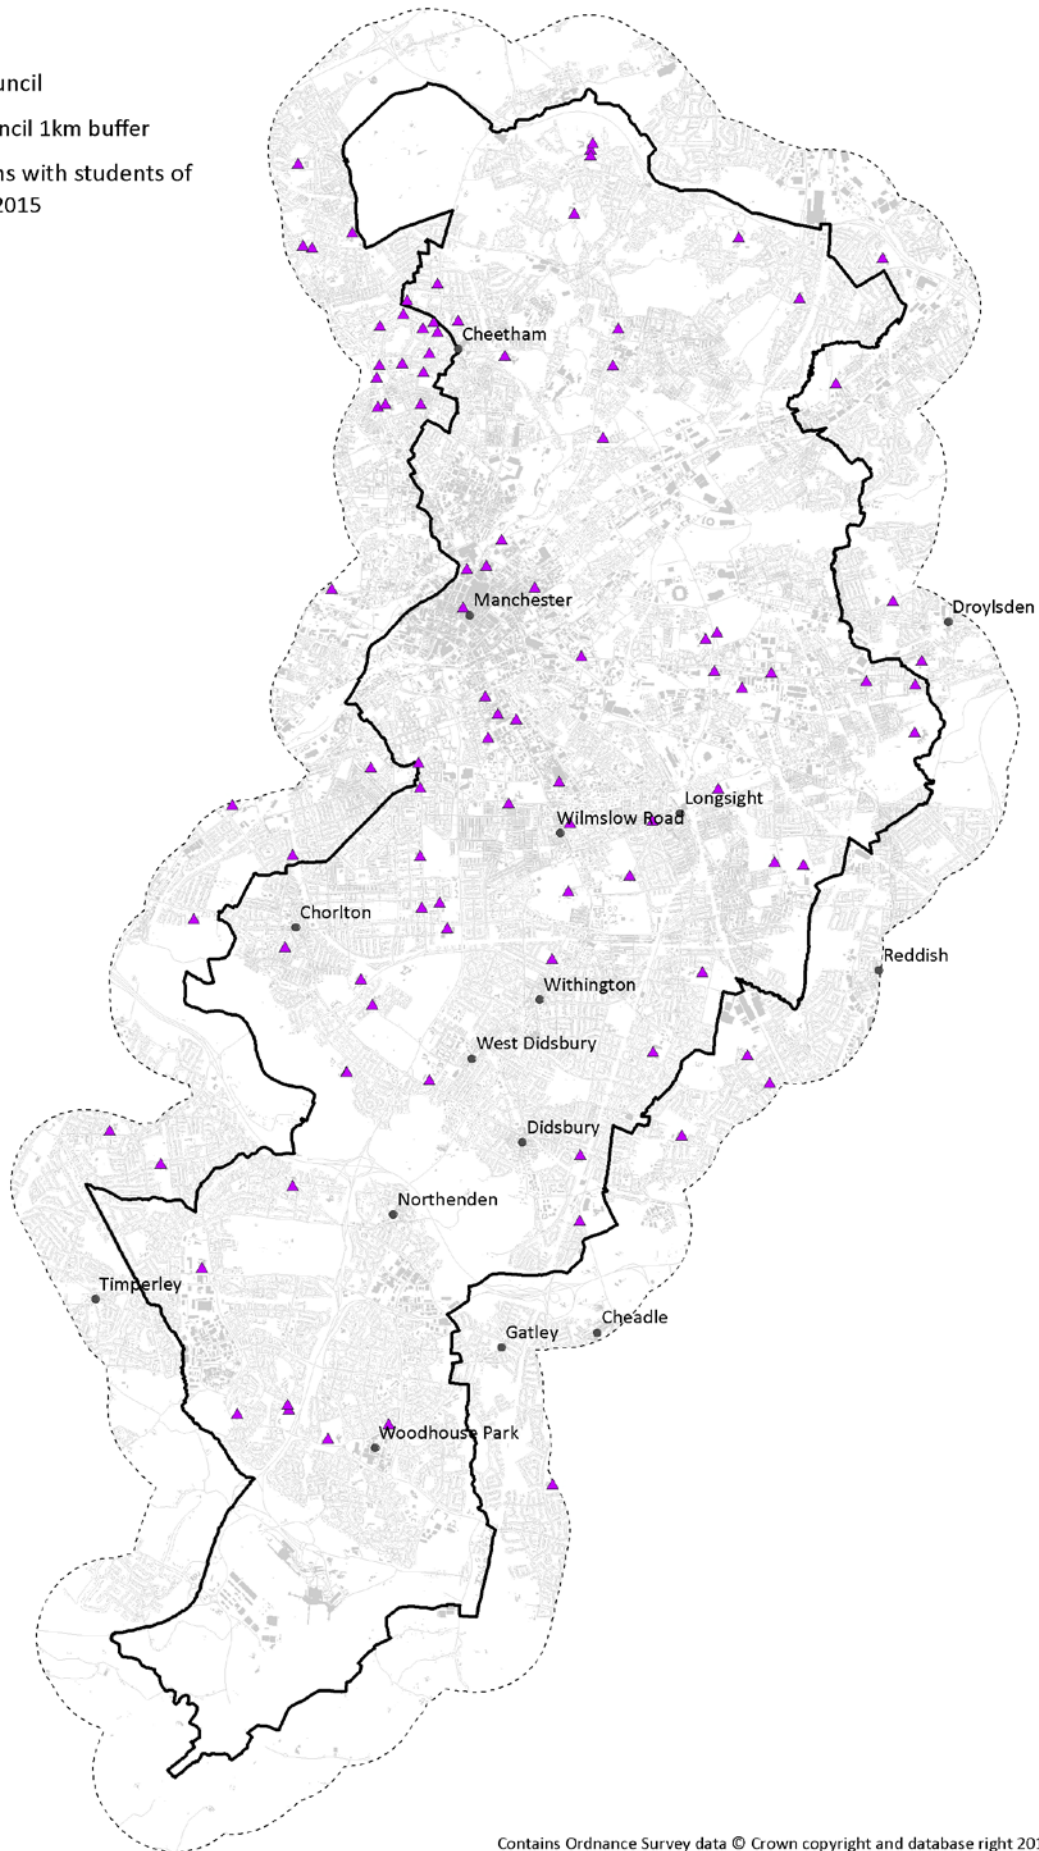 uncil
ncil 1km buffer
ns with students of
2015
Cheetham
Manchester
Droylsden
Longsight
Wilmslow Road
Chorlton
Reddish
Withington
West Didsbury
Didsbury
Northenden
Timperley
Cheadle
Gatley
Woodhouse Park
Contains Ordnance Survey data © Crown copyright and database right 201